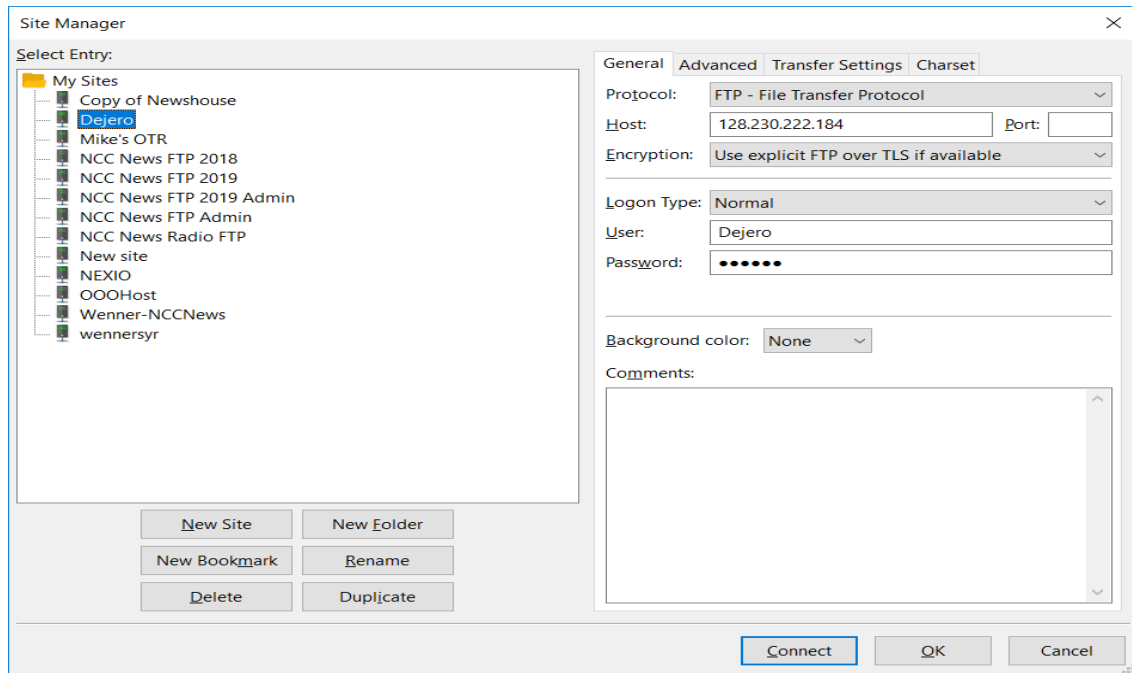 Site Manager
Select Entry:
My Sites
Copy of Newshouse
Dejero
Mike's OTR
NCC News FTP 2018
NCC News FTP 2019
NCC News FTP 2019 Admin
NCC News FTP Admin
NCC News Radio FTP
New site
NEXIO
OOOHost
Wenner-NCCNews
wennersyr
New Site New Folder
New Bookmark Rename
Delete Duplicate
General Advanced Transfer Settings Charset
Protocol: FTP - File Transfer Protocol
Host: 128.230.222.184 Port:
Encryption: Use explicit FTP over TLS if available
Logon Type: Normal
User: Dejero
Password: ●●●●●●
Background color: None
Comments:
Connect OK Cancel